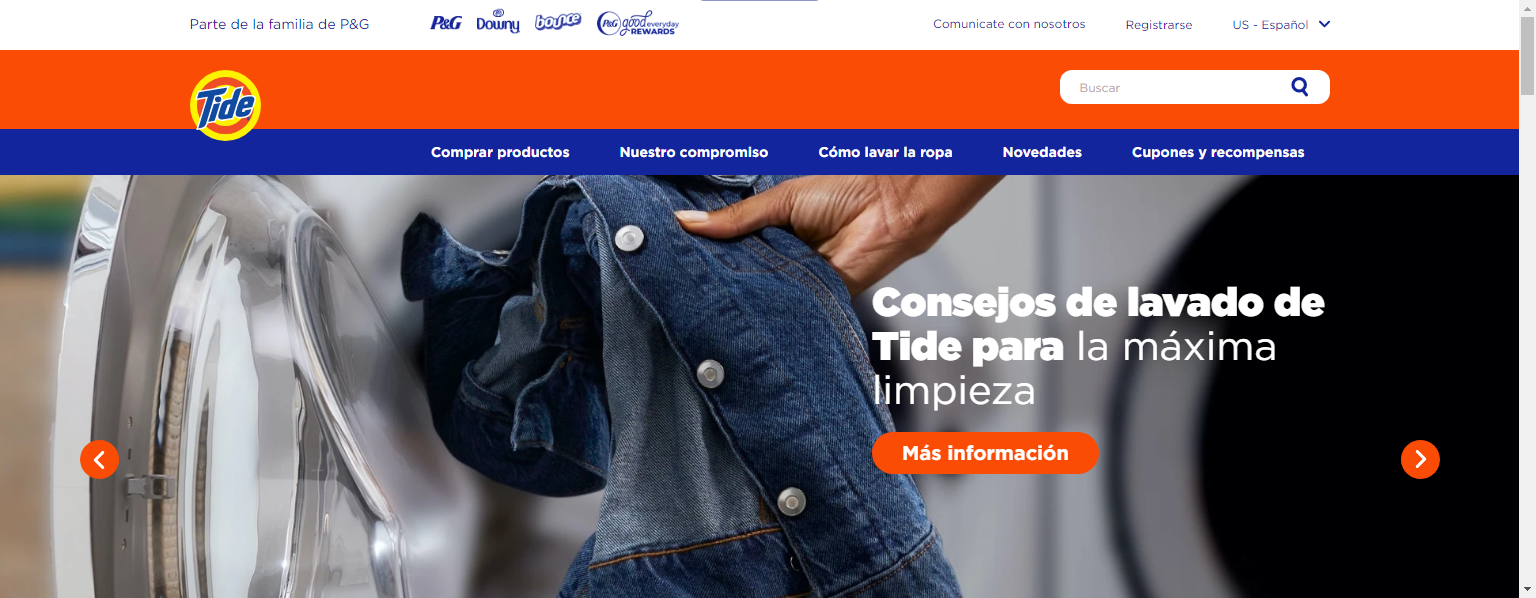 Parte de la familia de P&G
P&G
Downy
bounce
P&G good everyday
REWARDS
Comunicate con nosotros
Registrarse
US - Español
Tide
Buscar
Comprar productos
Nuestro compromiso
Cómo lavar la ropa
Novedades
Cupones y recompensas
Consejos de lavado de
Tide para la máxima
limpieza
Más información